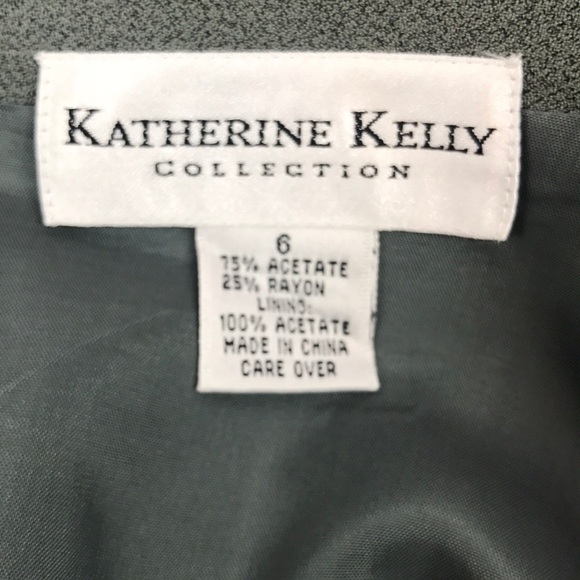 KATHERINE KELLY
COLLECTION
6
75% ACETATE
25% RAYON
LINING:
100% ACETATE
MADE IN CHINA
CARE OVER